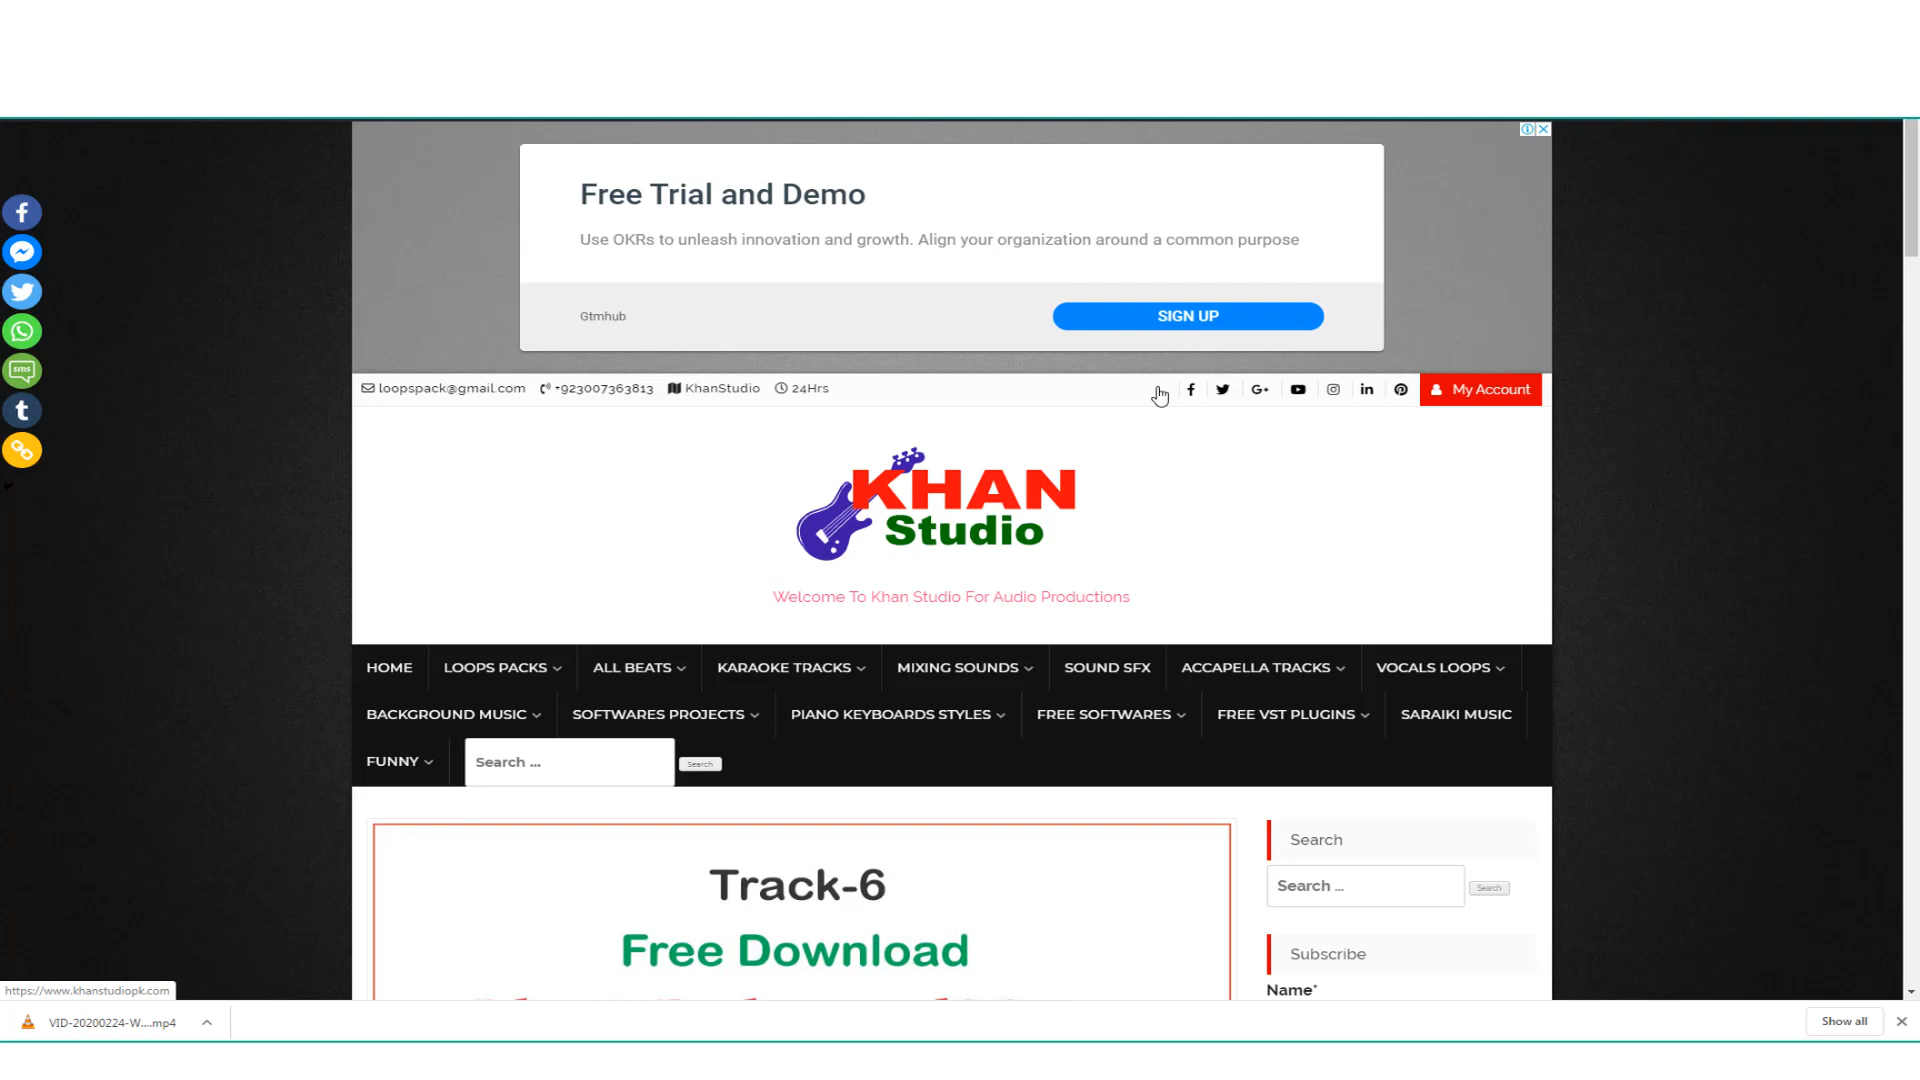 Free Trial and Demo
Use OKRs to unleash innovation and growth. Align your organization around a common purpose
Gtmhub
SIGN UP
loopspack@gmail.com +923007363813 KhanStudio 24Hrs
My Account
sms
KHAN
Studio
Welcome To Khan Studio For Audio Productions
HOME LOOPS PACKS ALL BEATS KARAOKE TRACKS MIXING SOUNDS SOUND SFX ACCAPELLA TRACKS VOCALS LOOPS
BACKGROUND MUSIC SOFTWARES PROJECTS PIANO KEYBOARDS STYLES FREE SOFTWARES FREE VST PLUGINS SARAIKI MUSIC
FUNNY Search ... Search
Track-6
Free Download
Search
Search ... Search
Subscribe
Name*
https://www.khanstudiopk.com
VID-20200224-W....mp4
Show all